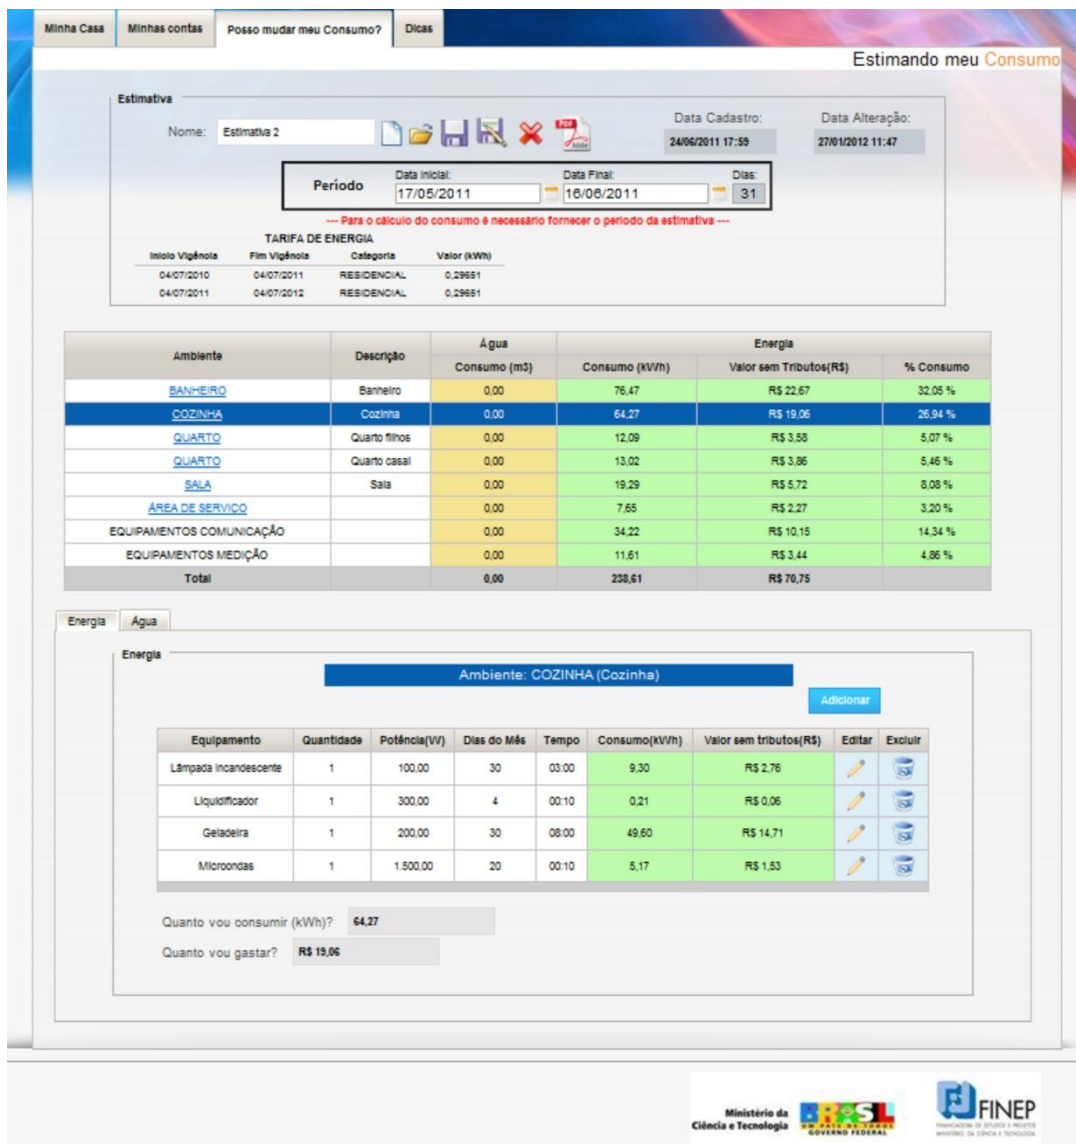 Minha Casa Minhas contas Posso mudar meu Consumo? Dicas
Estimando meu Consumo
Estimativa
Nome: Estimativa 2
Data Cadastro: Data Alteração:
24/06/2011 17:59 27/01/2012 11:47
Período
Data Inicial: Data Final: Dias:
17/05/2011 16/06/2011 31
--- Para o cálculo do consumo é necessário fornecer o período da estimativa ---
TARIFA DE ENERGIA
Início Vigência Fim Vigência Categoria Valor (kWh)
04/07/2010 04/07/2011 RESIDENCIAL 0,29651
04/07/2011 04/07/2012 RESIDENCIAL 0,29651
Ambiente Descrição Água Energia
Consumo (m3) Consumo (kWh) Valor sem Tributos(R$) % Consumo
BANHEIRO Banheiro 0,00 76,47 R$ 22,67 32,05 %
COZINHA Cozinha 0,00 64,27 R$ 19,06 26,94 %
QUARTO Quarto filhos 0,00 12,09 R$ 3,58 5,07 %
QUARTO Quarto casal 0,00 13,02 R$ 3,86 5,46 %
SALA Sala 0,00 19,29 R$ 5,72 8,08 %
ÁREA DE SERVICO 0,00 7,65 R$ 2,27 3,20 %
EQUIPAMENTOS COMUNICAÇÃO 0,00 34,22 R$ 10,15 14,34 %
EQUIPAMENTOS MEDIÇÃO 0,00 11,61 R$ 3,44 4,86 %
Total 0,00 238,61 R$ 70,75
Energia Água
Energia
Ambiente: COZINHA (Cozinha)
Adicionar
Equipamento Quantidade Potência(W) Dias do Mês Tempo Consumo(kWh) Valor sem tributos(R$) Editar Excluir
Lâmpada Incandescente 1 100,00 30 03:00 9,30 R$ 2,76
Liquidificador 1 300,00 4 00:10 0,21 R$ 0,06
Geladeira 1 200,00 30 08:00 49,60 R$ 14,71
Microondas 1 1.500,00 20 00:10 5,17 R$ 1,53
Quanto vou consumir (kWh)? 64,27
Quanto vou gastar? R$ 19,06
Ministério da
Ciência e Tecnologia
BRASIL
UM PAÍS DE TODOS
GOVERNO FEDERAL
FINEP
FINANCIADORA DE ESTUDOS E PROJETOS
MINISTÉRIO DA CIÊNCIA E TECNOLOGIA